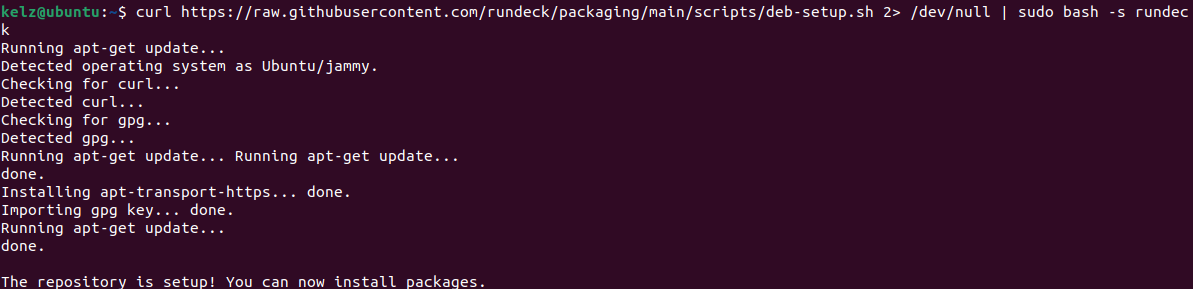 kelz@ubuntu:~$ curl https://raw.githubusercontent.com/rundeck/packaging/main/scripts/deb-setup.sh 2> /dev/null | sudo bash -s rundec
k
Running apt-get update...
Detected operating system as Ubuntu/jammy.
Checking for curl...
Detected curl...
Checking for gpg...
Detected gpg...
Running apt-get update... Running apt-get update...
done.
Installing apt-transport-https... done.
Importing gpg key... done.
Running apt-get update...
done.
The repository is setup! You can now install packages.